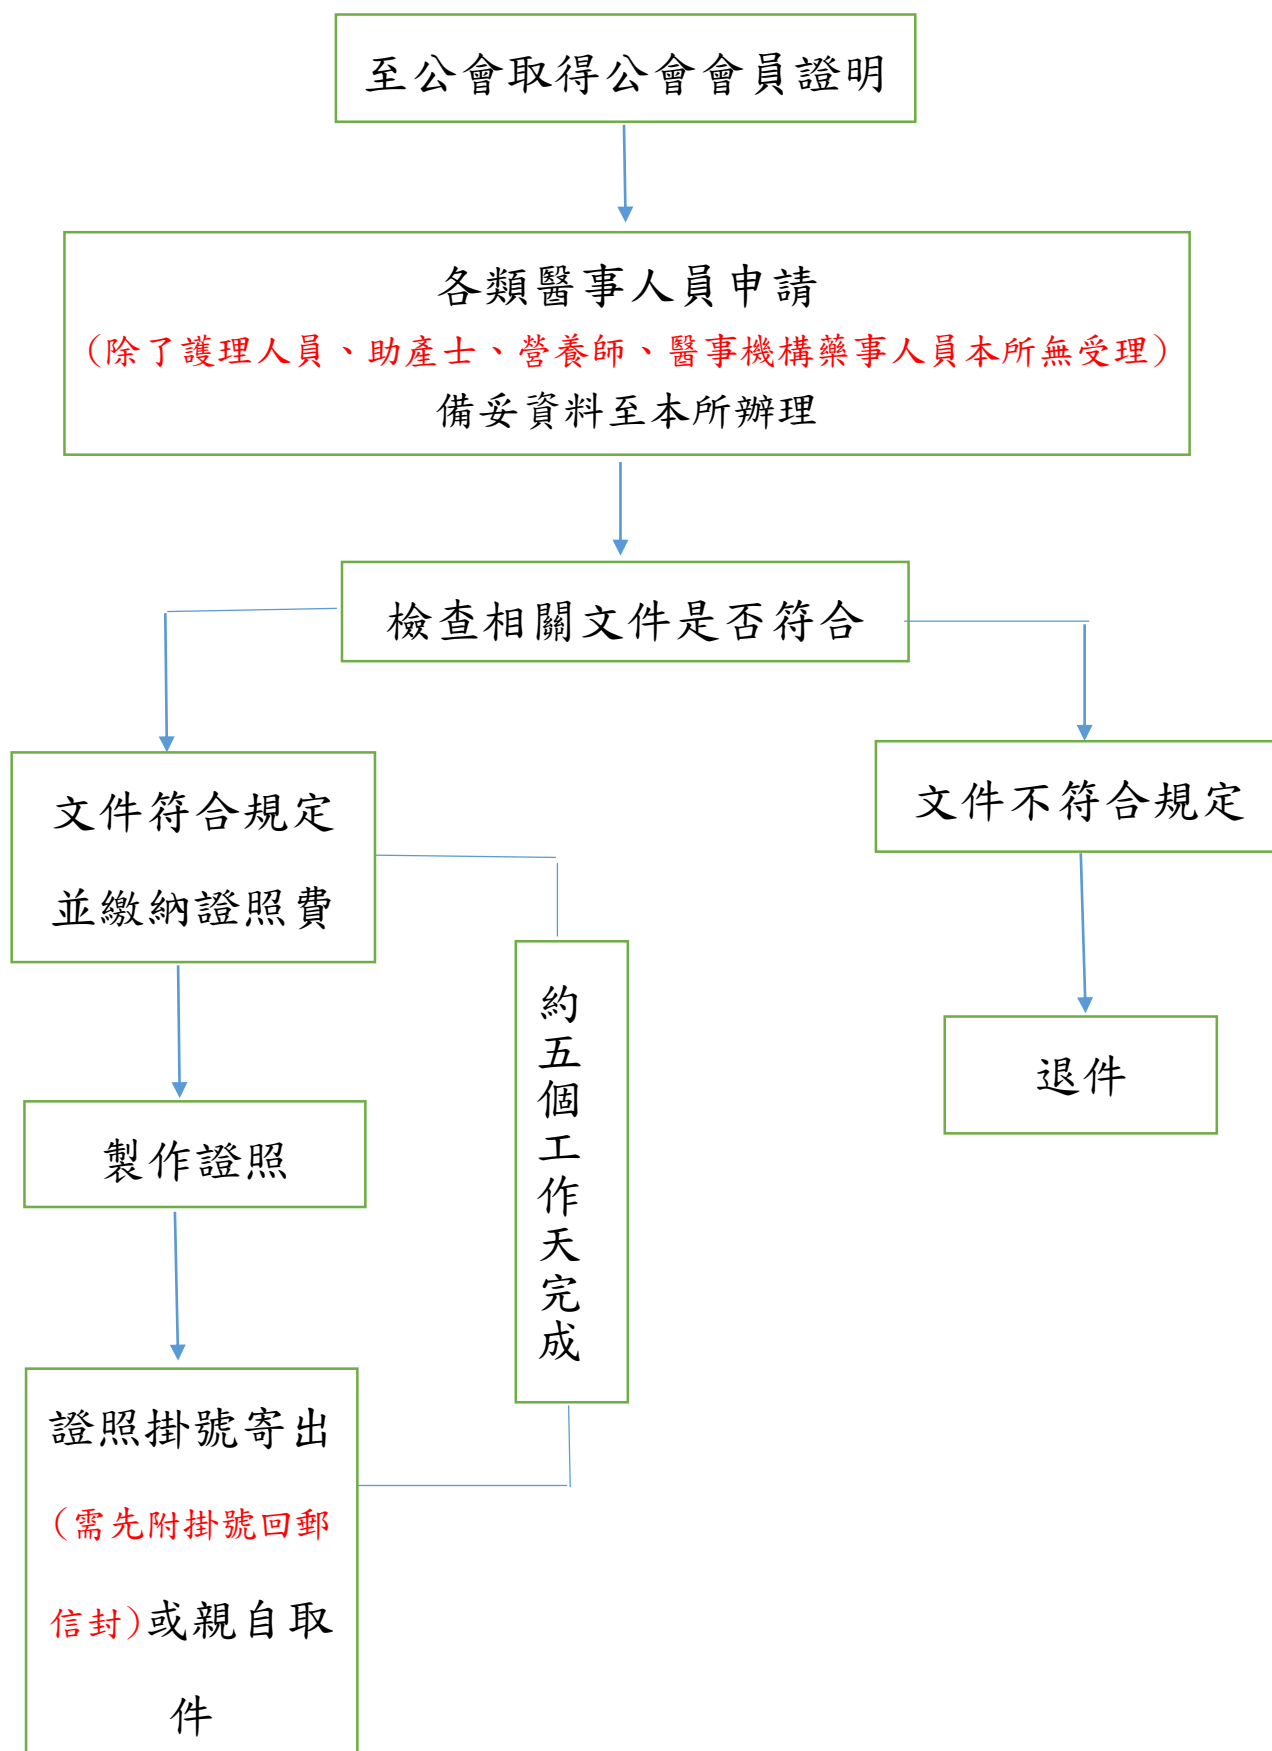 至公會取得公會會員證明
各類醫事人員申請
(除了護理人員、助產士、營養師、醫事機構藥事人員本所無受理)
備妥資料至本所辦理
檢查相關文件是否符合
文件符合規定
並繳納證照費
文件不符合規定
約五個工作天完成
退件
製作證照
證照掛號寄出
(需先附掛號回郵
信封)或親自取
件